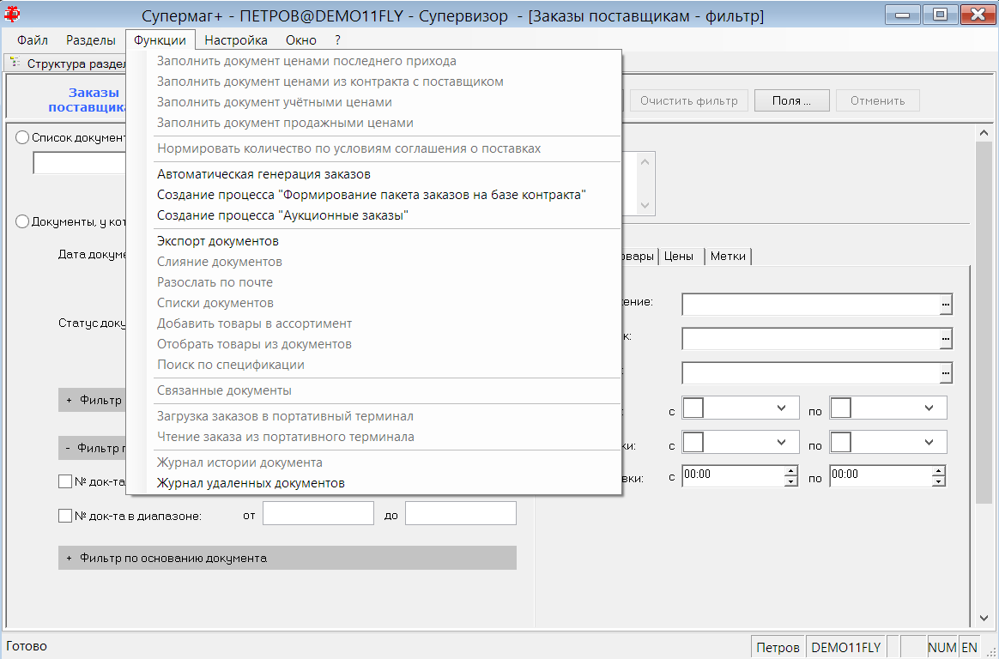 Супермаг+ - ПЕТРОВ@DEMO11FLY - Супервизор - [Заказы поставщикам - фильтр]
Файл Разделы Функции Настройка Окно ?
Структура раздел
Заказы
поставщика
Очистить фильтр Поля ... Отменить
Заполнить документ ценами последнего прихода
Заполнить документ ценами из контракта с поставщиком
Заполнить документ учётными ценами
Заполнить документ продажными ценами
Нормировать количество по условиям соглашения о поставках
Автоматическая генерация заказов
Создание процесса "Формирование пакета заказов на базе контракта"
Создание процесса "Аукционные заказы"
Экспорт документов
Слияние документов
Разослать по почте
Списки документов
Добавить товары в ассортимент
Отобрать товары из документов
Поиск по спецификации
Связанные документы
Загрузка заказов в портативный терминал
Чтение заказа из портативного терминала
Журнал истории документа
Журнал удаленных документов
Список документ
Документы, у кот
Дата докуме
Статус доку
+ Фильтр
- Фильтр п
№ док-та
№ док-та в диапазоне: от до
+ Фильтр по основанию документа
овары Цены Метки
ение: ...
к: ...
: ...
: с по
ки: с по
вки: с 00:00 по 00:00
Готово Петров DEMO11FLY NUM EN